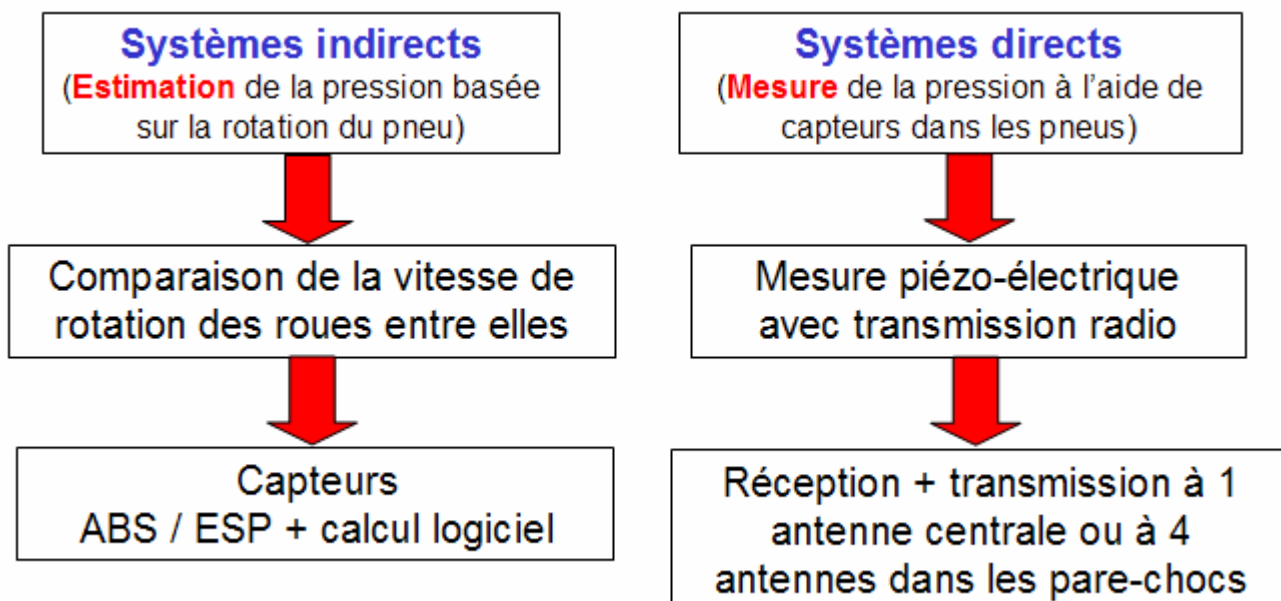 Systèmes indirects
(Estimation de la pression basée
sur la rotation du pneu)
Comparaison de la vitesse de
rotation des roues entre elles
Capteurs
ABS / ESP + calcul logiciel
Systèmes directs
(Mesure de la pression à l'aide de
capteurs dans les pneus)
Mesure piézo-électrique
avec transmission radio
Réception + transmission à 1
antenne centrale ou à 4
antennes dans les pare-chocs